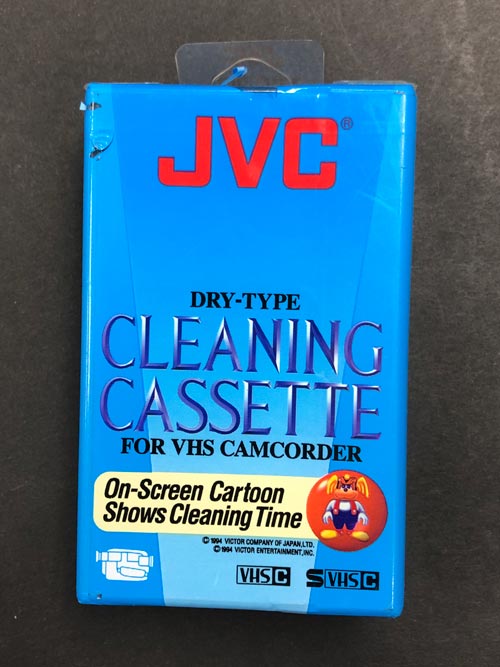 JVC®
DRY-TYPE
CLEANING
CASSETTE
FOR VHS CAMCORDER
On-Screen Cartoon
Shows Cleaning Time
© 1994 VICTOR COMPANY OF JAPAN, LTD.
© 1994 VICTOR ENTERTAINMENT, INC.
VHS C S VHS C